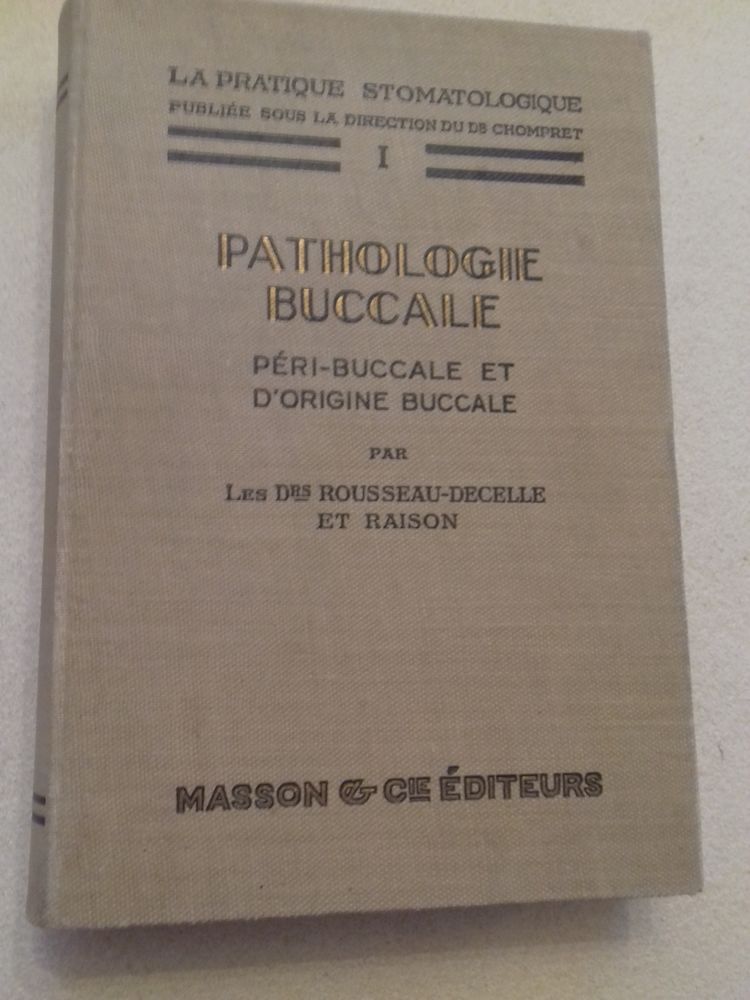 LA PRATIQUE STOMATOLOGIQUE
PUBLIÉE SOUS LA DIRECTION DU DR CHOMPRET
I
PATHOLOGIE
BUCCALE
PÉRI-BUCCALE ET
D'ORIGINE BUCCALE
PAR
LES DRS ROUSSEAU-DECELLE
ET RAISON
MASSON & CIE ÉDITEURS